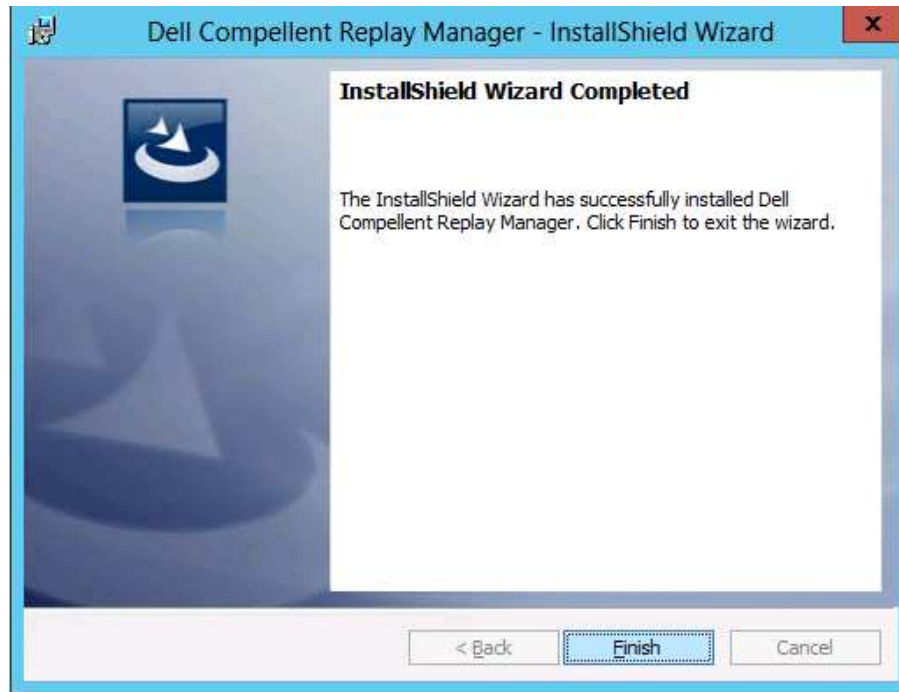 Dell Compellent Replay Manager - InstallShield Wizard
x
InstallShield Wizard Completed
The InstallShield Wizard has successfully installed Dell
Compellent Replay Manager. Click Finish to exit the wizard.
< Back
Finish
Cancel